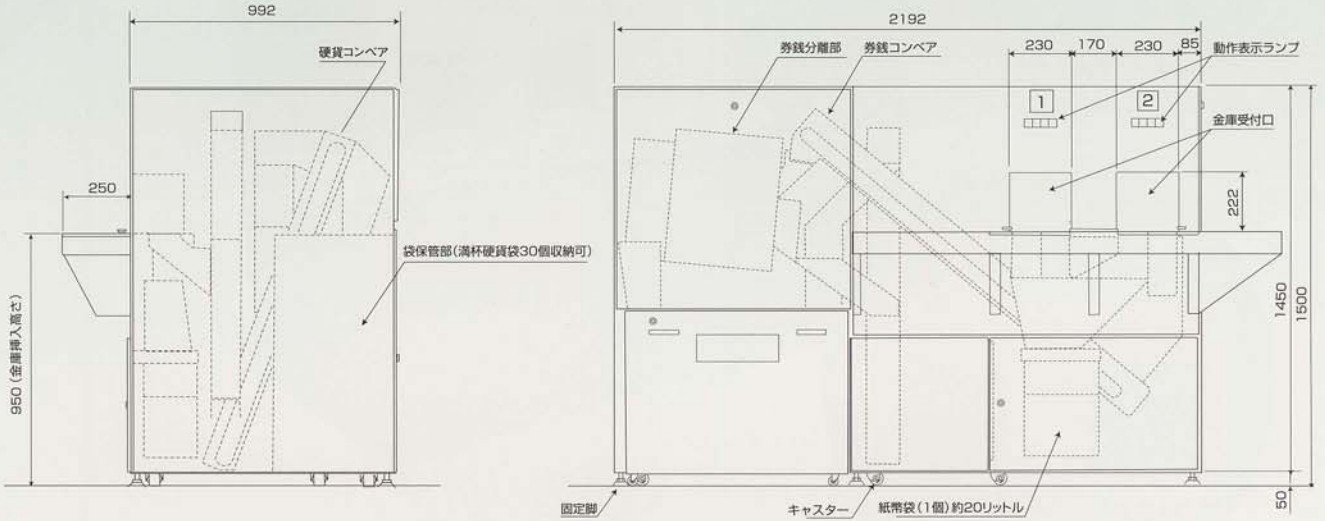 992
硬貨コンベア
250
袋保管部(満杯硬貨袋30個収納可)
950(金庫挿入高さ)
2192
券銭分離部
券銭コンベア
230
170
230
85
動作表示ランプ
1
2
金庫受付口
222
1450
1500
50
固定脚
キャスター
紙幣袋(1個)約20リットル